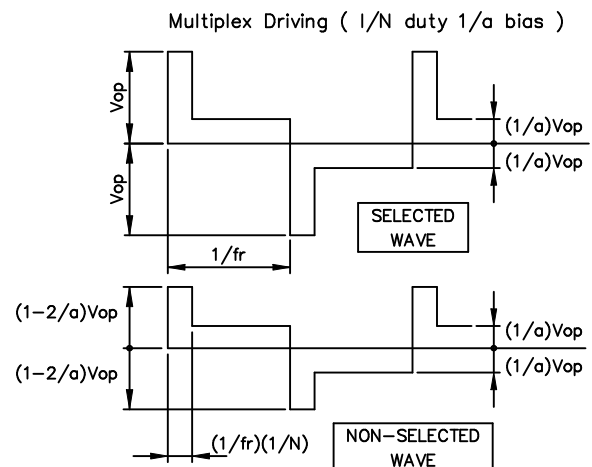 Multiplex Driving ( 1/N duty 1/a bias )
Vop
Vop
(1/a)Vop
(1/a)Vop
SELECTED
WAVE
1/fr
(1-2/a)Vop
(1-2/a)Vop
(1/a)Vop
(1/a)Vop
(1/fr)(1/N)
NON-SELECTED
WAVE